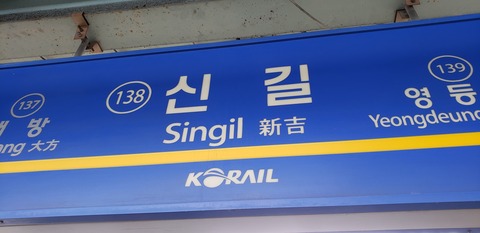 137
방
大方
138
신 길
Singil 新吉
139
영등
Yeongdeun
KORAIL